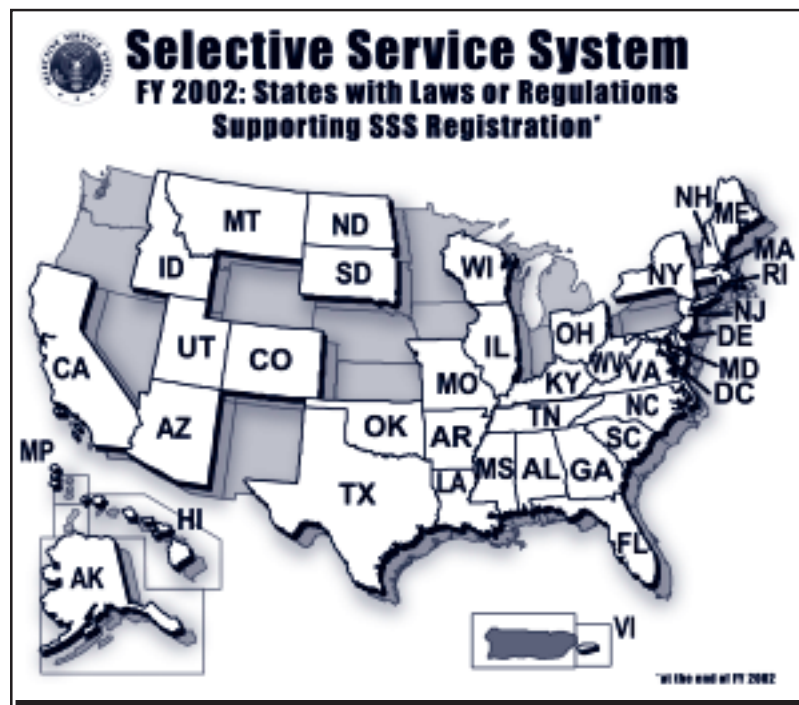 Selective Service System
FY 2002: States with Laws or Regulations
Supporting SSS Registration*
SELECTIVE SERVICE SYSTEM
NH
ME
MT
ND
MA
ID
SD
WI
NY
RI
NJ
UT
CO
IL
OH
DE
CA
MO
KY
WV
VA
MD
DC
AZ
OK
AR
TN
NC
SC
MP
TX
LA
MS
AL
GA
HI
FL
AK
VI
*at the end of FY 2002